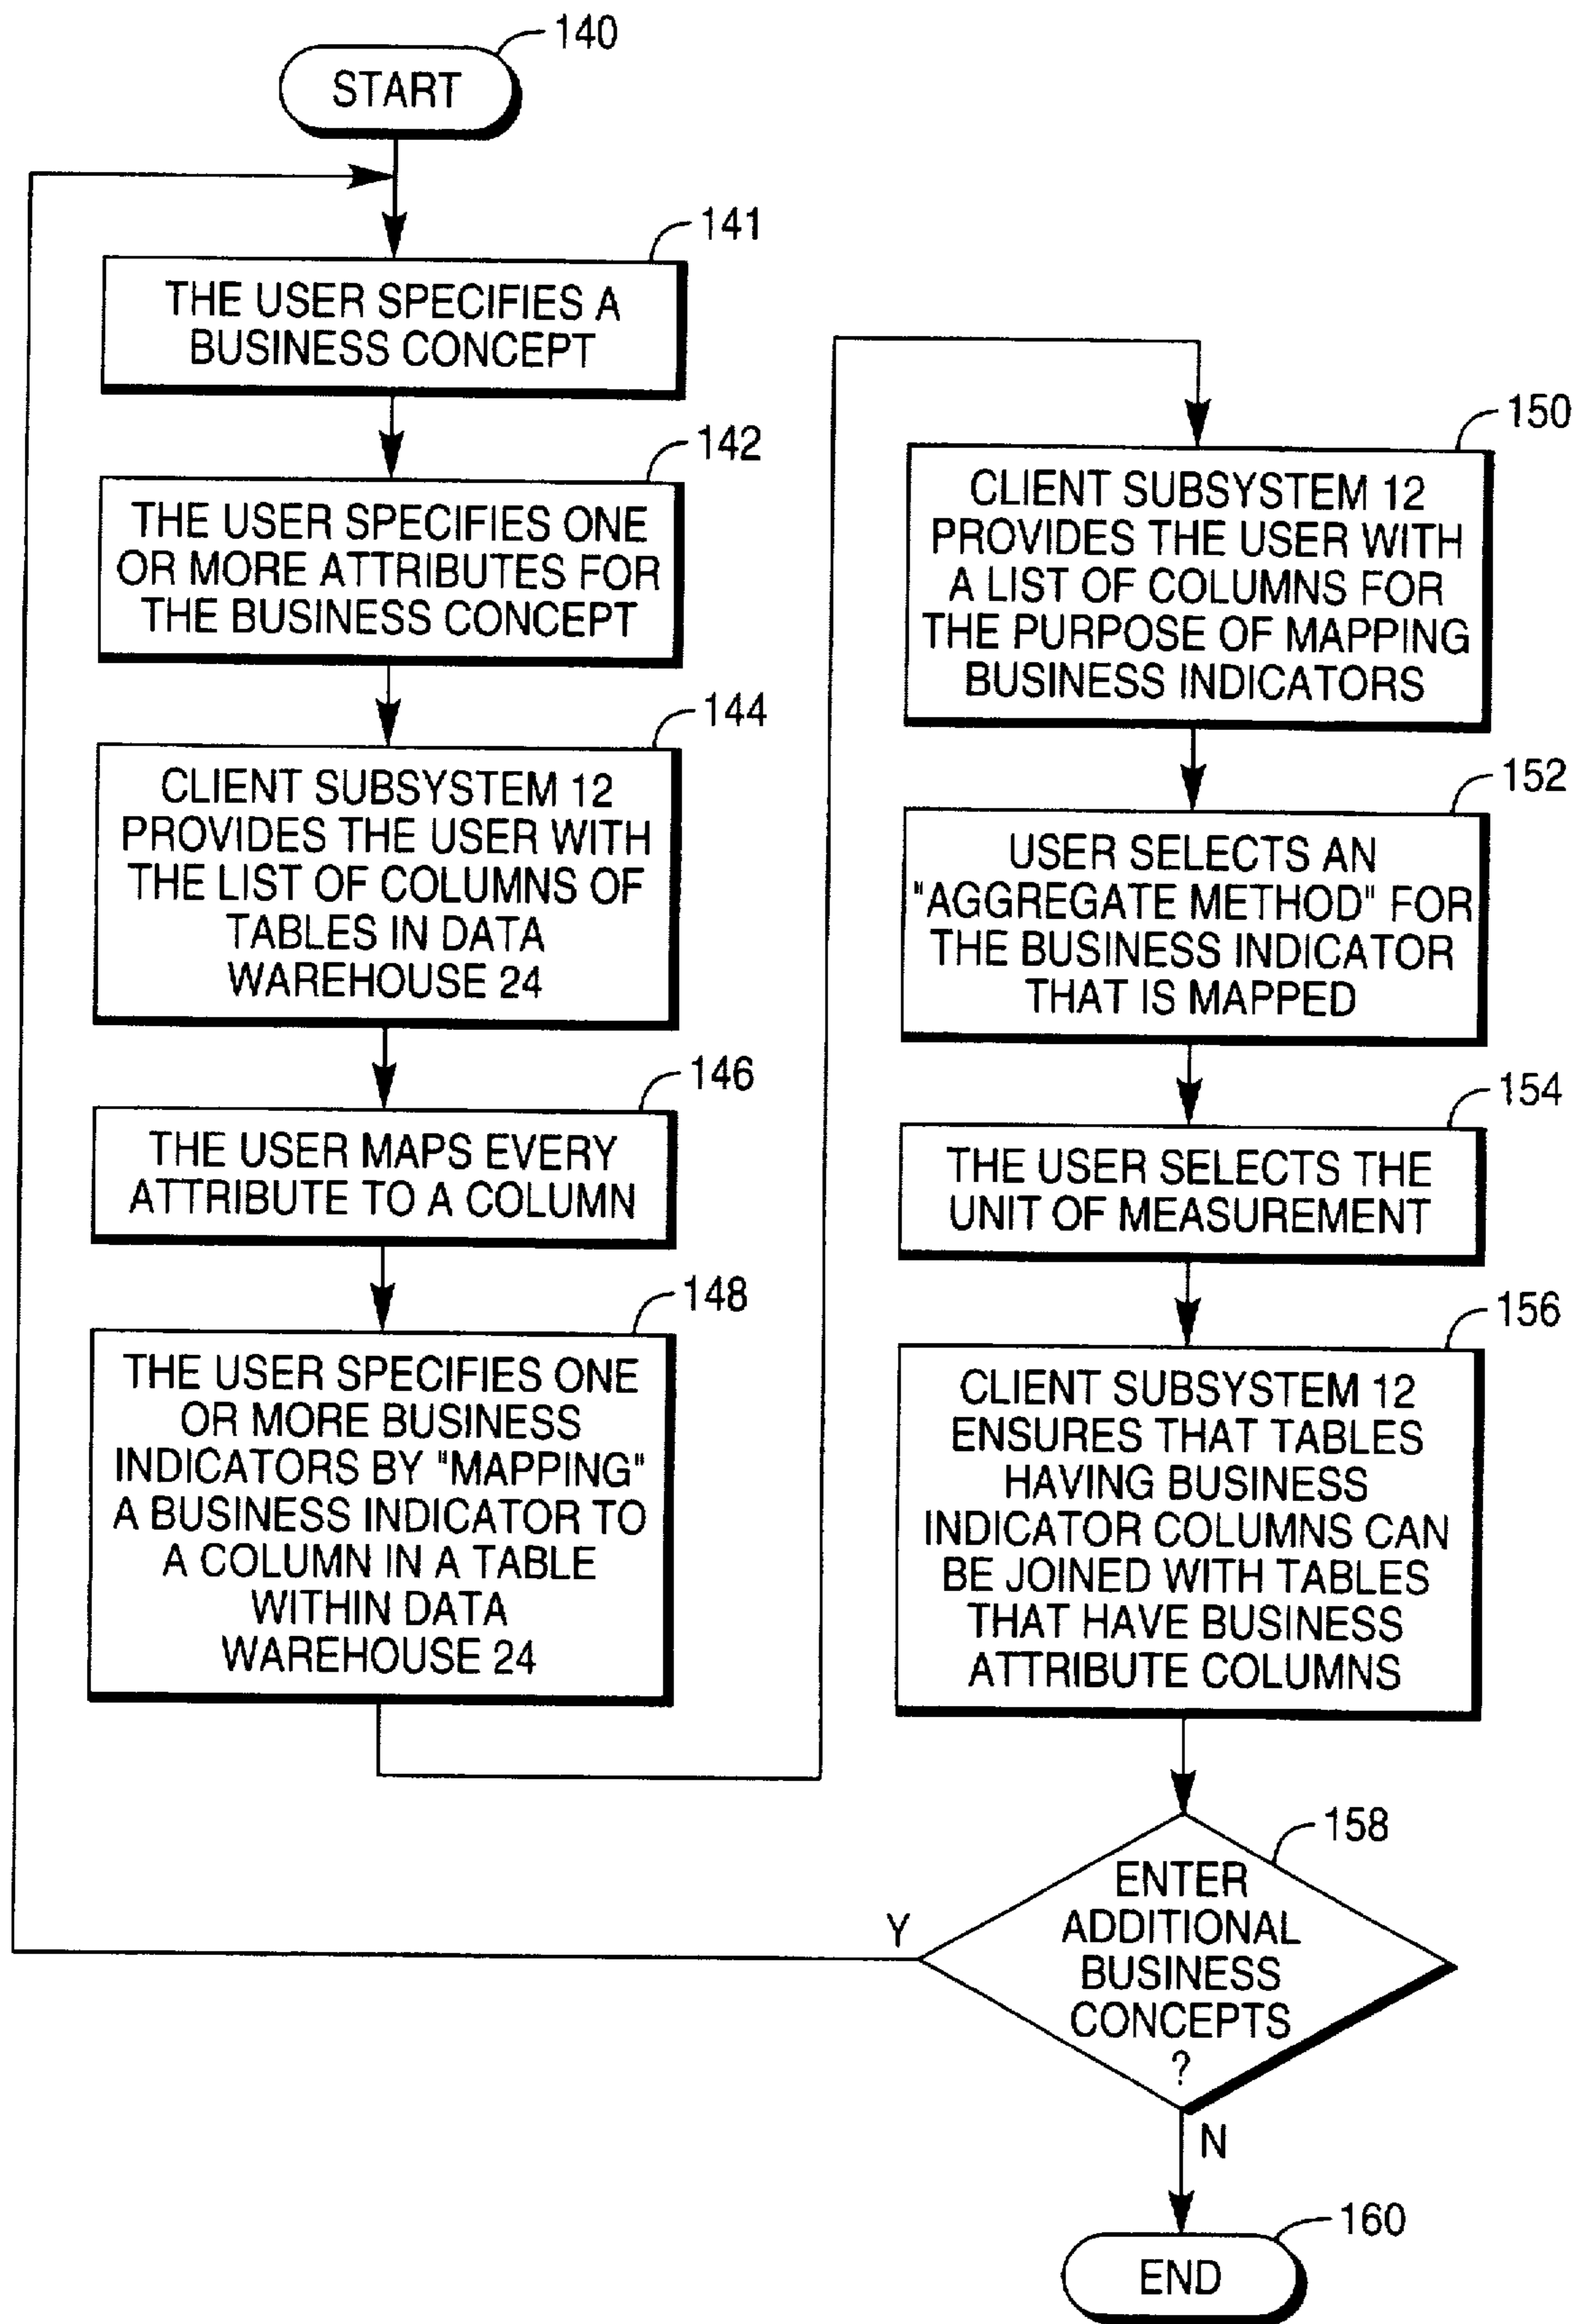 140
START
141
THE USER SPECIFIES A
BUSINESS CONCEPT
142
THE USER SPECIFIES ONE
OR MORE ATTRIBUTES FOR
THE BUSINESS CONCEPT
144
CLIENT SUBSYSTEM 12
PROVIDES THE USER WITH
THE LIST OF COLUMNS OF
TABLES IN DATA
WAREHOUSE 24
146
THE USER MAPS EVERY
ATTRIBUTE TO A COLUMN
148
THE USER SPECIFIES ONE
OR MORE BUSINESS
INDICATORS BY "MAPPING"
A BUSINESS INDICATOR TO
A COLUMN IN A TABLE
WITHIN DATA
WAREHOUSE 24
150
CLIENT SUBSYSTEM 12
PROVIDES THE USER WITH
A LIST OF COLUMNS FOR
THE PURPOSE OF MAPPING
BUSINESS INDICATORS
152
USER SELECTS AN
"AGGREGATE METHOD" FOR
THE BUSINESS INDICATOR
THAT IS MAPPED
154
THE USER SELECTS THE
UNIT OF MEASUREMENT
156
CLIENT SUBSYSTEM 12
ENSURES THAT TABLES
HAVING BUSINESS
INDICATOR COLUMNS CAN
BE JOINED WITH TABLES
THAT HAVE BUSINESS
ATTRIBUTE COLUMNS
158
ENTER
ADDITIONAL
BUSINESS
CONCEPTS
?
Y
N
160
END